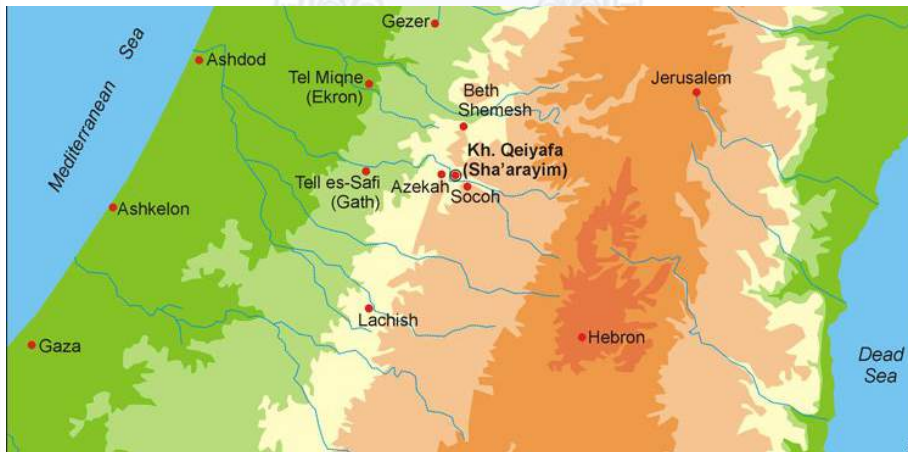 Gezer
Mediterranean Sea
Ashdod
Tel Miqne
(Ekron)
Beth
Shemesh
Jerusalem
Kh. Qeiyafa
(Sha'arayim)
Tell es-Safi
(Gath)
Azekah
Socoh
Ashkelon
Lachish
Gaza
Hebron
Dead
Sea